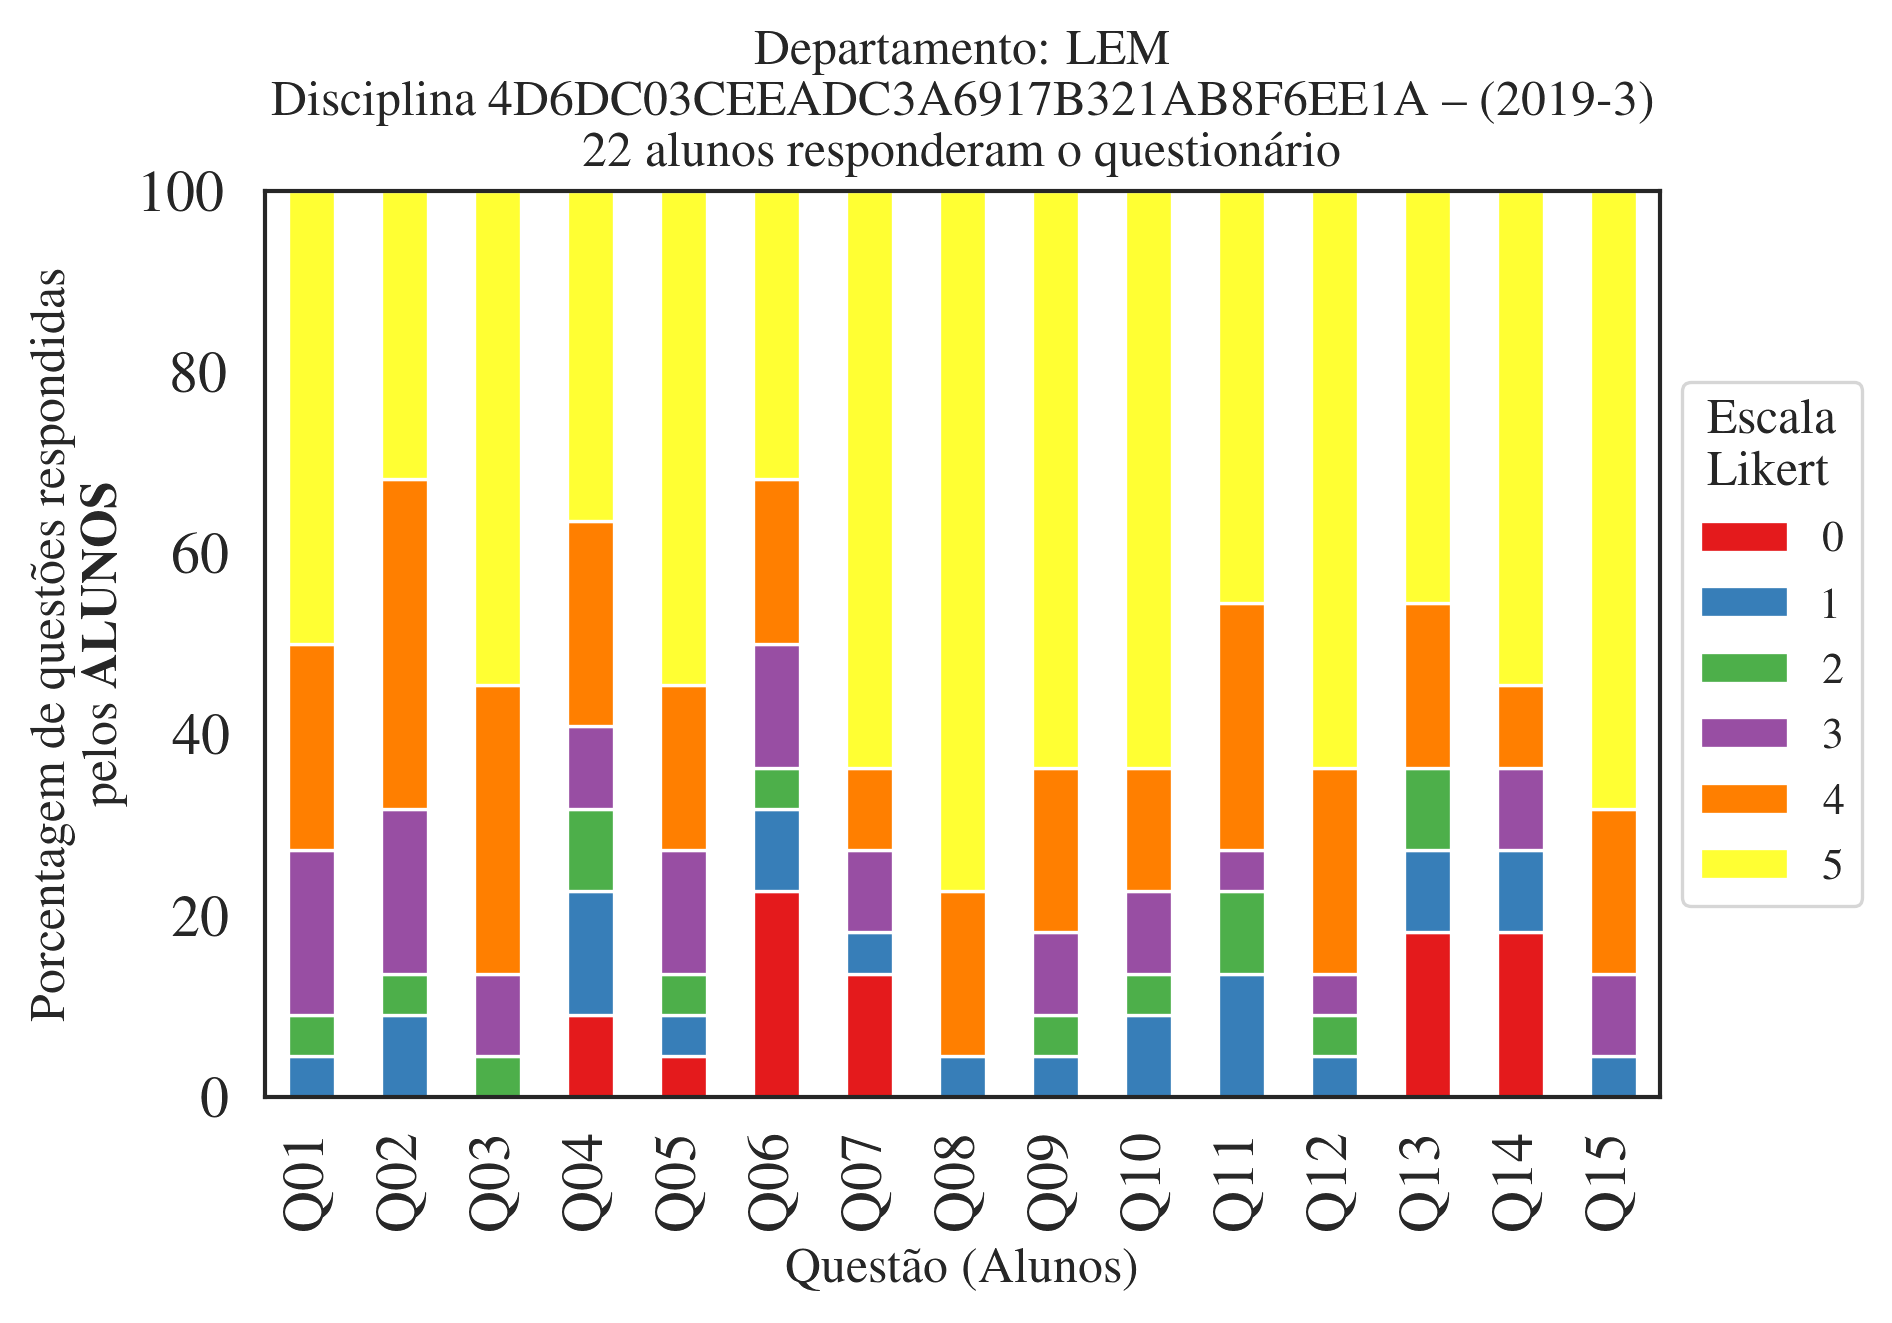 Departamento: LEM
Disciplina 4D6DC03CEEADC3A6917B321AB8F6EE1A – (2019-3)
22 alunos responderam o questionário
Porcentagem de questões respondidas
pelos ALUNOS
100
80
60
40
20
0
Q01
Q02
Q03
Q04
Q05
Q06
Q07
Q08
Q09
Q10
Q11
Q12
Q13
Q14
Q15
Questão (Alunos)
Escala
Likert
0
1
2
3
4
5